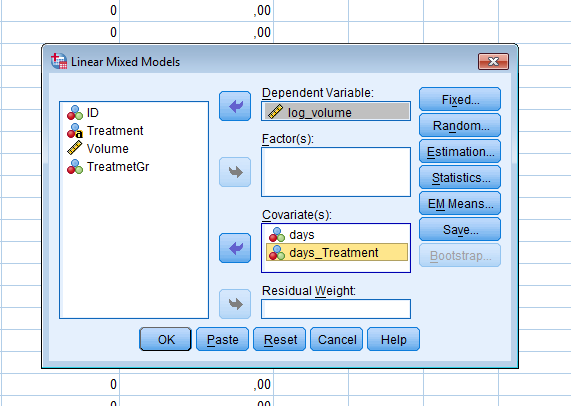 0 ,00
0 ,00
Linear Mixed Models
ID
Treatment
Volume
TreatmetGr
Dependent Variable:
log_volume
Factor(s):
Covariate(s):
days
days_Treatment
Residual Weight:
Fixed...
Random...
Estimation...
Statistics...
EM Means...
Save...
Bootstrap...
OK Paste Reset Cancel Help
0 ,00
0 ,00